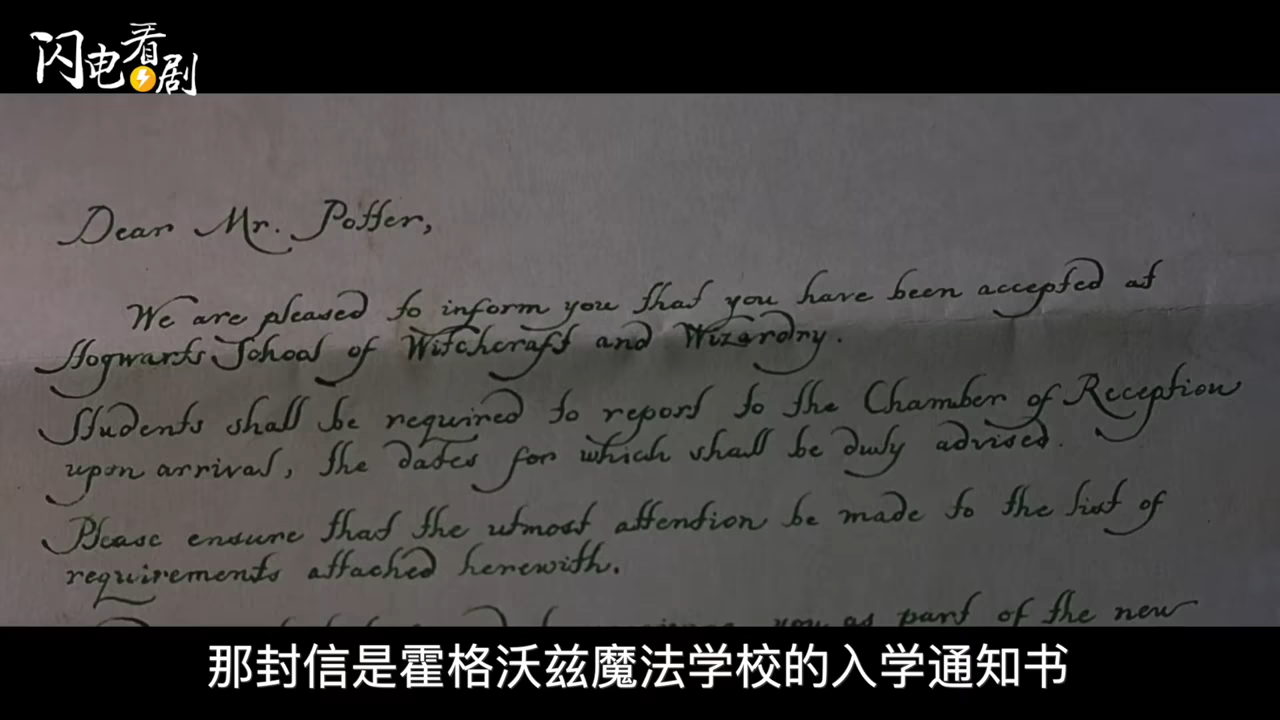 闪电看剧
Dear Mr. Potter,
We are pleased to inform you that you have been accepted at
Hogwarts School of Witchcraft and Wizardry.
Students shall be required to report to the Chamber of Reception
upon arrival, the dates for which shall be duly advised.
Please ensure that the utmost attention be made to the list of
requirements attached herewith.
you as part of the new
那封信是霍格沃兹魔法学校的入学通知书